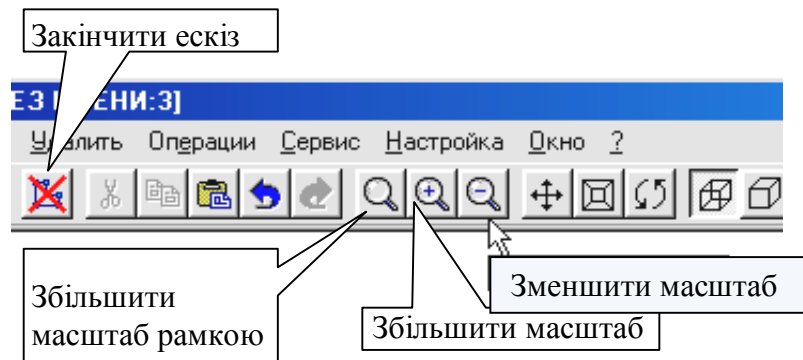 Закінчити ескіз
ЕНИ:3]
Удалить Операции Сервис Настройка Окно ?
Збільшити
масштаб рамкою
Збільшити масштаб
Зменшити масштаб